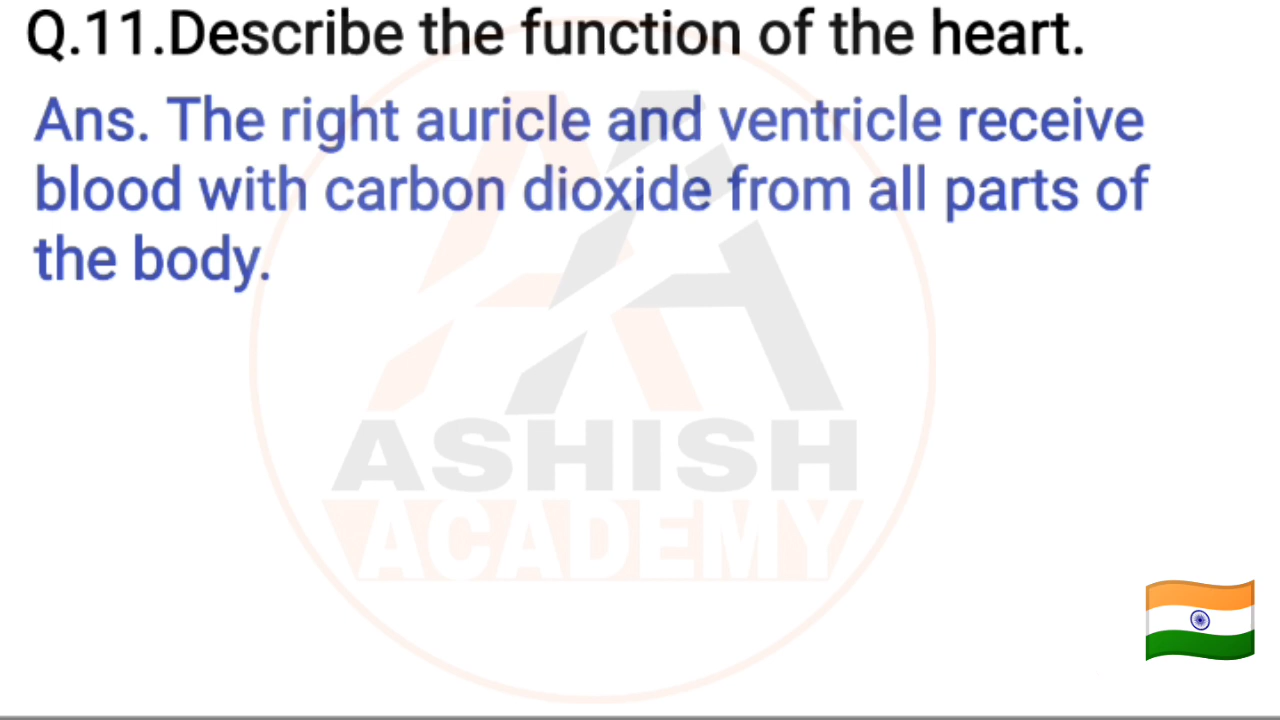 Q.11.Describe the function of the heart.
Ans. The right auricle and ventricle receive
blood with carbon dioxide from all parts of
the body.
ASHISH
ACADEMY